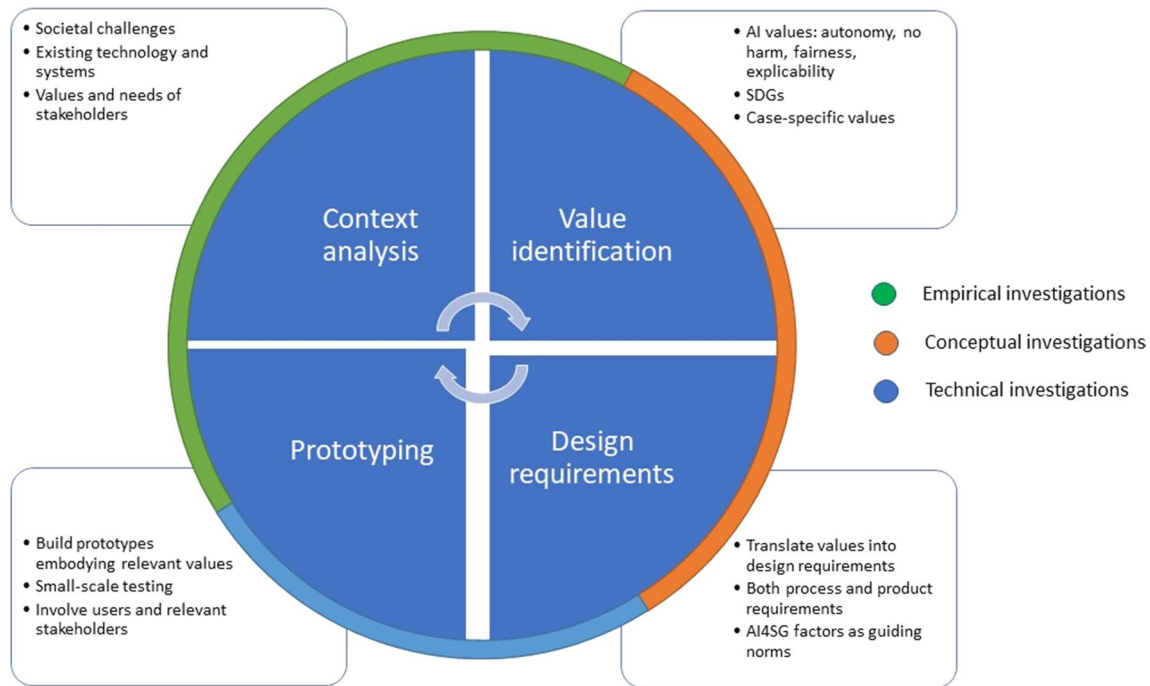 • Societal challenges
• Existing technology and
systems
• Values and needs of
stakeholders
• AI values: autonomy, no
harm, fairness,
explicability
• SDGs
• Case-specific values
Context
analysis
Value
identification
Prototyping
Design
requirements
Empirical investigations
Conceptual investigations
Technical investigations
• Build prototypes
embodying relevant values
• Small-scale testing
• Involve users and relevant
stakeholders
• Translate values into
design requirements
• Both process and product
requirements
• AI4SG factors as guiding
norms